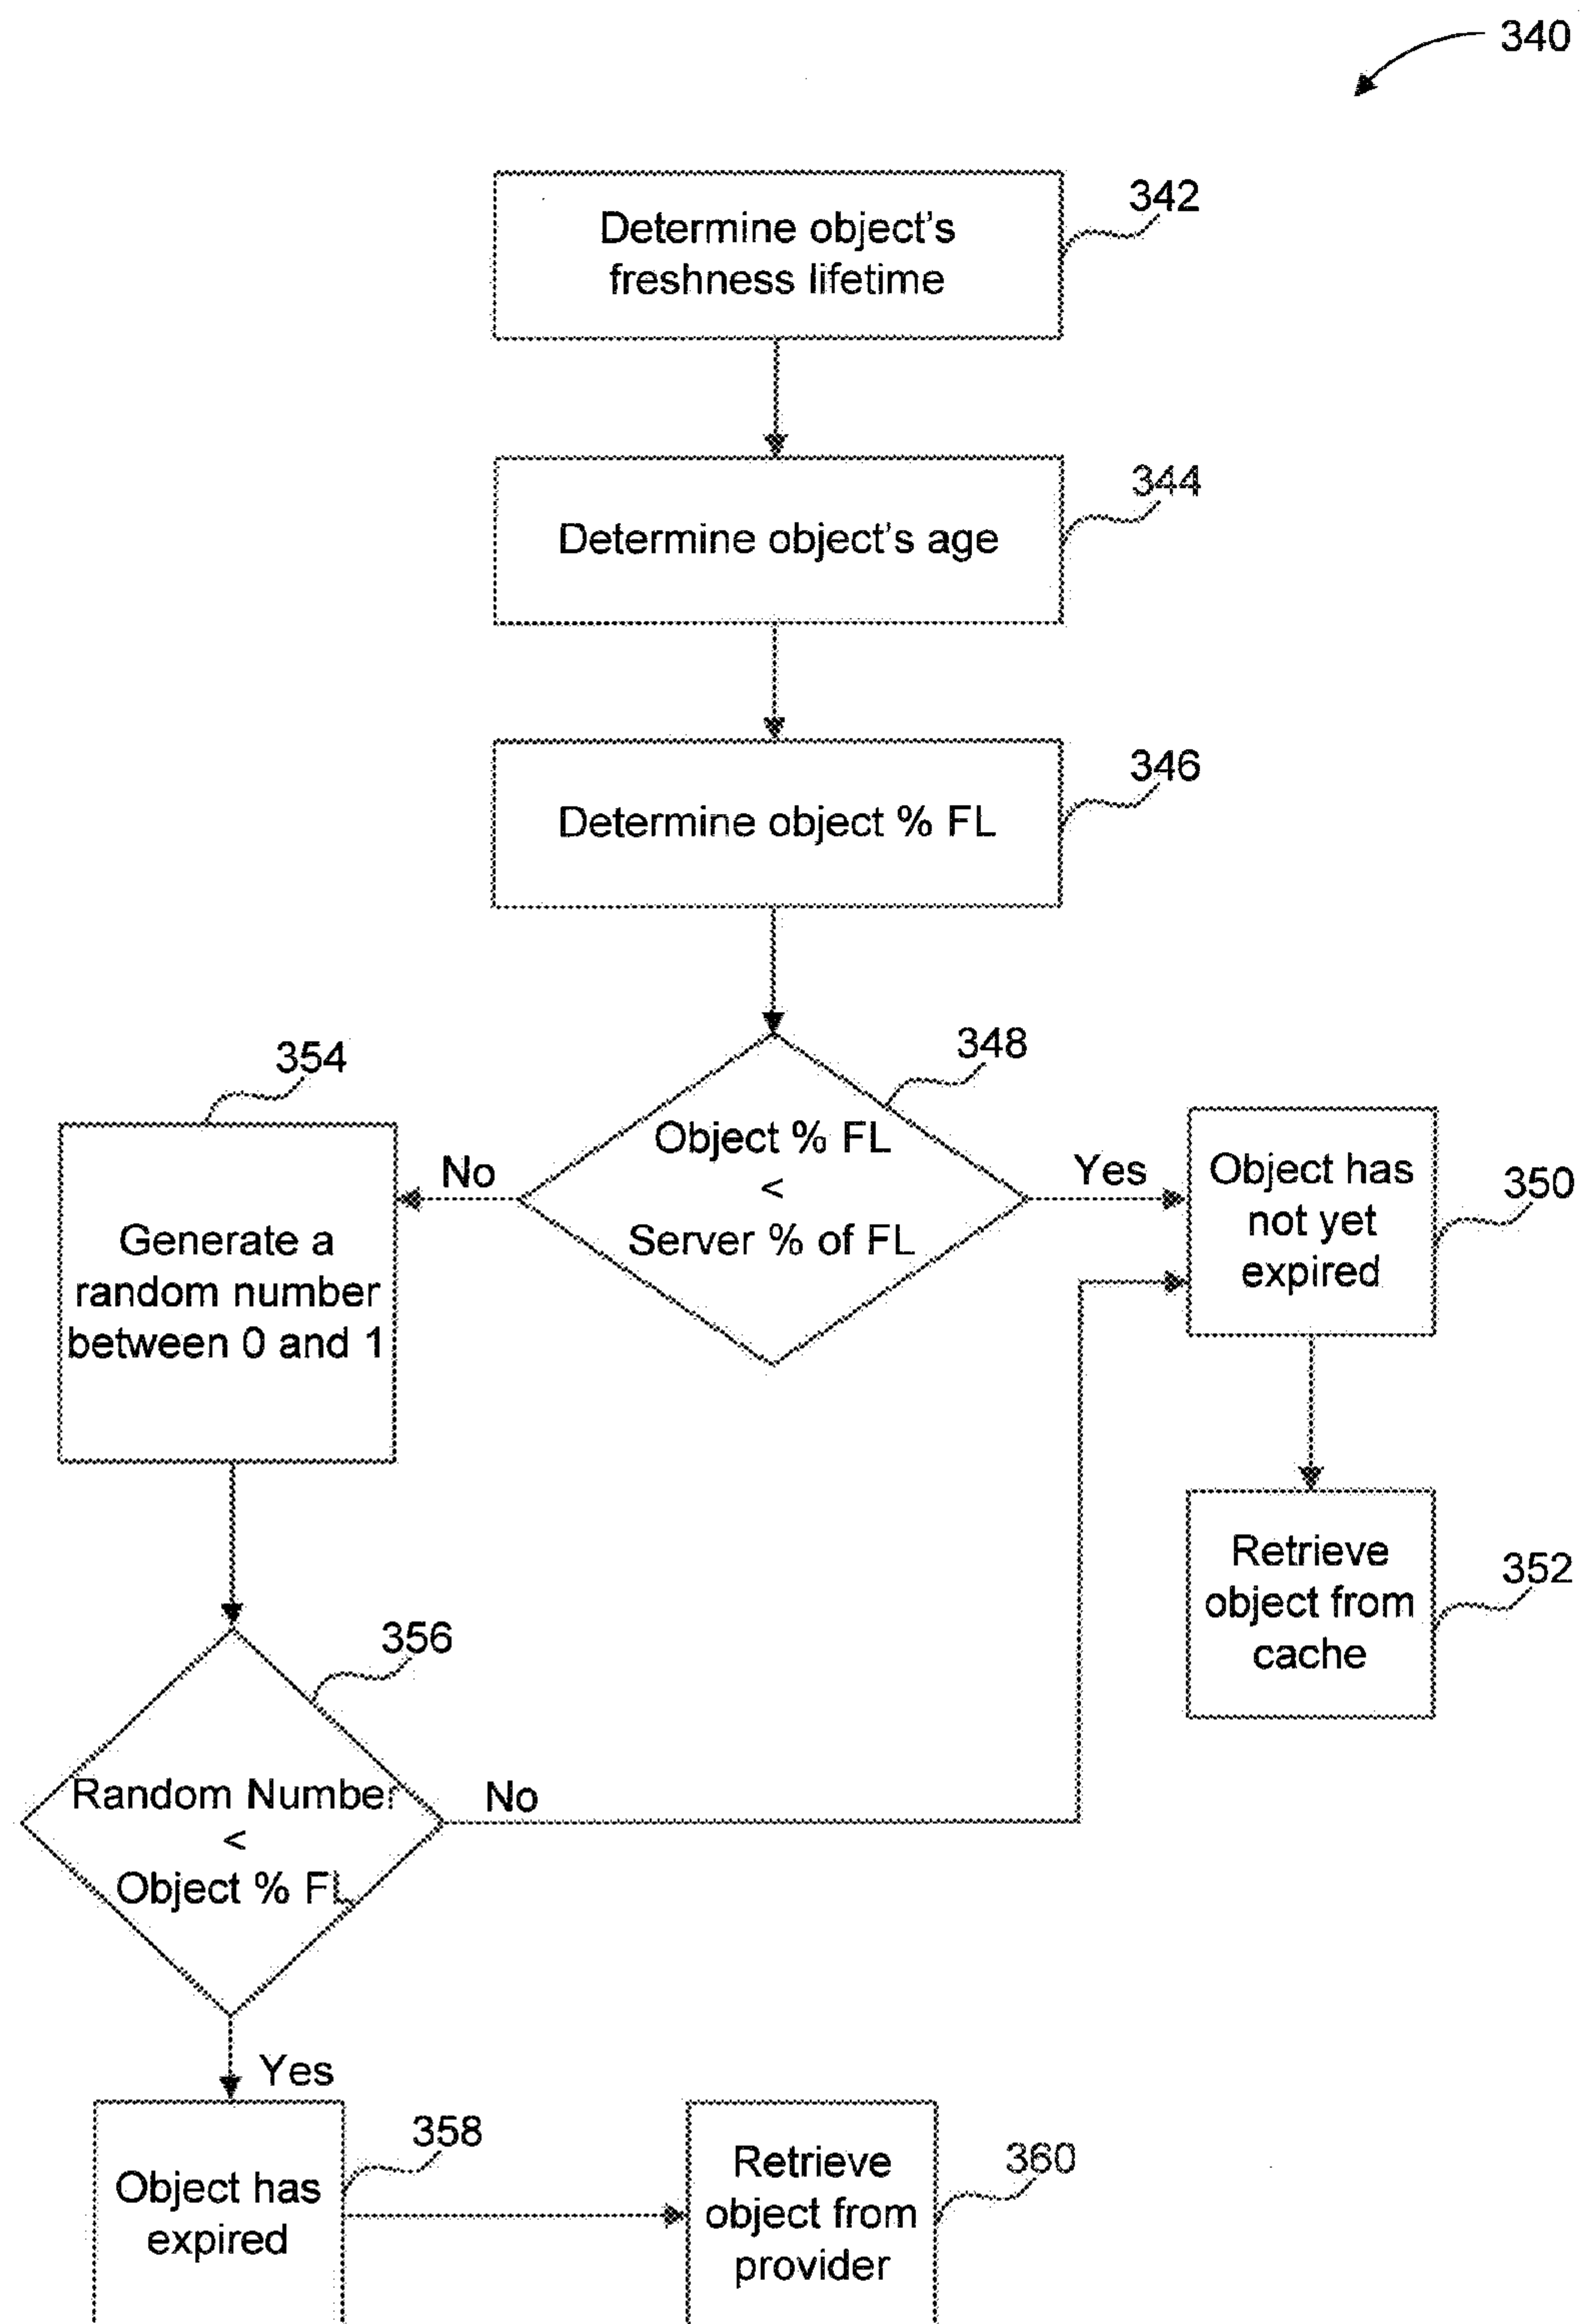 340
342
Determine object's
freshness lifetime
344
Determine object's age
346
Determine object % FL
348
Object % FL
<
Server % of FL
No
Yes
354
Generate a
random number
between 0 and 1
350
Object has
not yet
expired
352
Retrieve
object from
cache
356
Random Number
<
Object % FL
No
Yes
358
Object has
expired
360
Retrieve
object from
provider